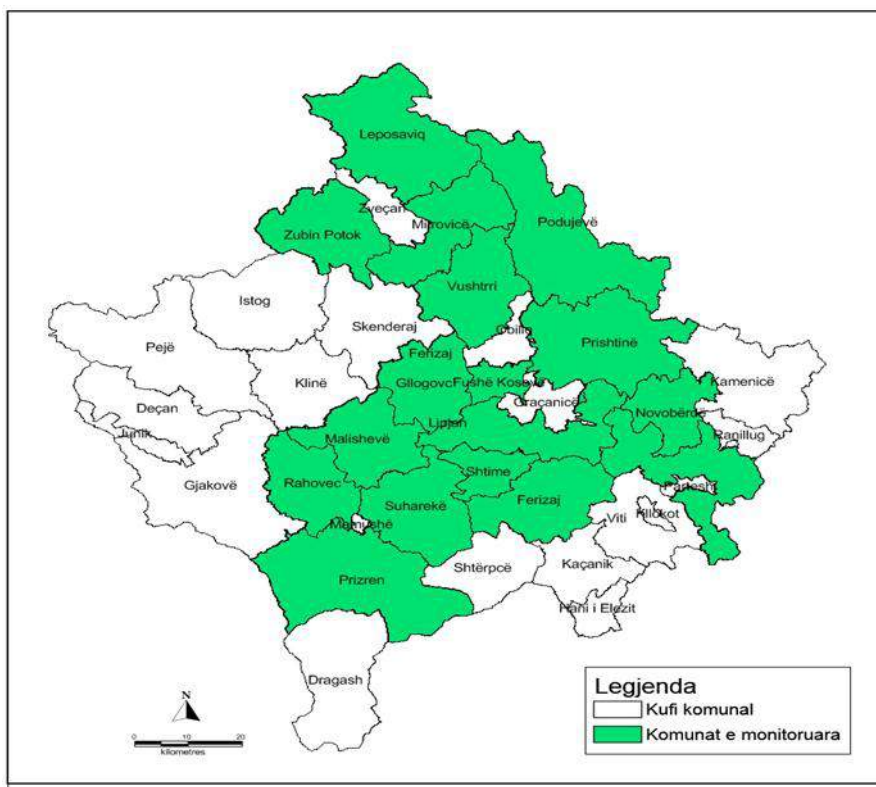 Leposaviq
Zveçan
Mitrovicë
Zubin Potok
Podujevë
Vushtrri
Istog
Skenderaj
Obiliq
Prishtinë
Pejë
Ferizaj
Gllogovc
Fushë Kosovë
Klinë
Kamenicë
Graçanicë
Deçan
Novobërdë
Lipjan
Junik
Malishevë
Ranillug
Shtime
Gjakovë
Rahovec
Partesh
Suharekë
Ferizaj
Viti
Kllokot
Mamushë
Shtërpcë
Kaçanik
Prizren
Hani i Elezit
Dragash
Legjenda
Kufi komunal
Komunat e monitoruara
N
10 0 10 20
kilometres